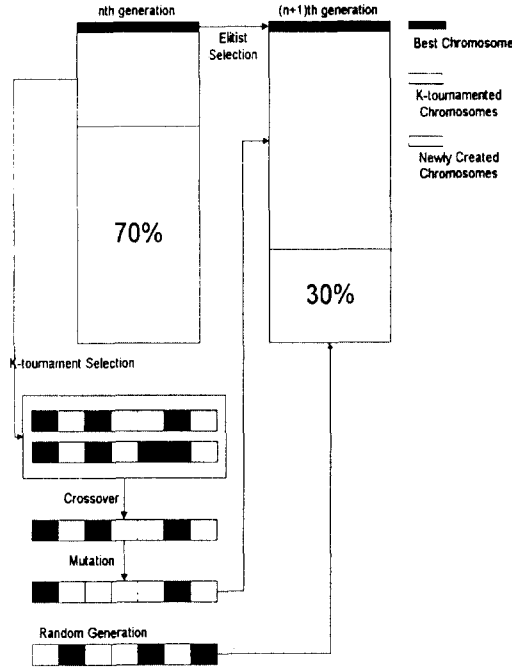 nth generation
(n+1)th generation
Elitist
Selection
Best Chromosome
K-tournamented
Chromosomes
Newly Created
Chromosomes
70%
30%
K-tournament Selection
Crossover
Mutation
Random Generation